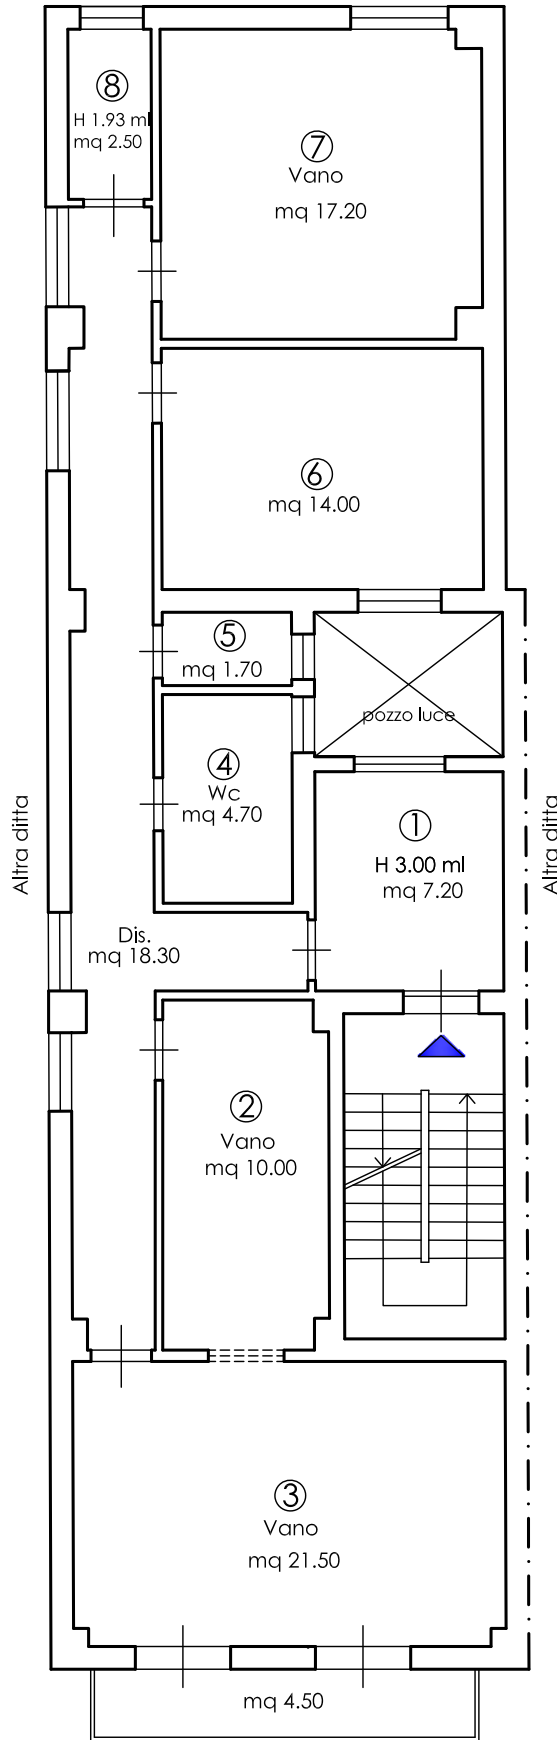 8
H 1.93 ml
mq 2.50
7
Vano
mq 17.20
6
mq 14.00
5
mq 1.70
pozzo luce
4
Wc
mq 4.70
1
H 3.00 ml
mq 7.20
Altra ditta
Altra ditta
Dis.
mq 18.30
2
Vano
mq 10.00
3
Vano
mq 21.50
mq 4.50